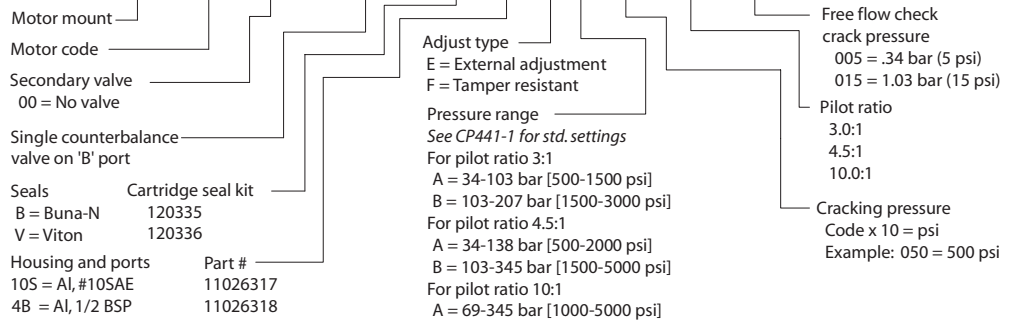 Motor mount
Motor code
Secondary valve
00 = No valve
Single counterbalance
valve on 'B' port
Seals Cartridge seal kit
B = Buna-N 120335
V = Viton 120336
Housing and ports Part #
10S = Al, #10SAE 11026317
4B = Al, 1/2 BSP 11026318
Adjust type
E = External adjustment
F = Tamper resistant
Pressure range
See CP441-1 for std. settings
For pilot ratio 3:1
A = 34-103 bar [500-1500 psi]
B = 103-207 bar [1500-3000 psi]
For pilot ratio 4.5:1
A = 34-138 bar [500-2000 psi]
B = 103-345 bar [1500-5000 psi]
For pilot ratio 10:1
A = 69-345 bar [1000-5000 psi]
Free flow check
crack pressure
005 = .34 bar (5 psi)
015 = 1.03 bar (15 psi)
Pilot ratio
3.0:1
4.5:1
10.0:1
Cracking pressure
Code x 10 = psi
Example: 050 = 500 psi